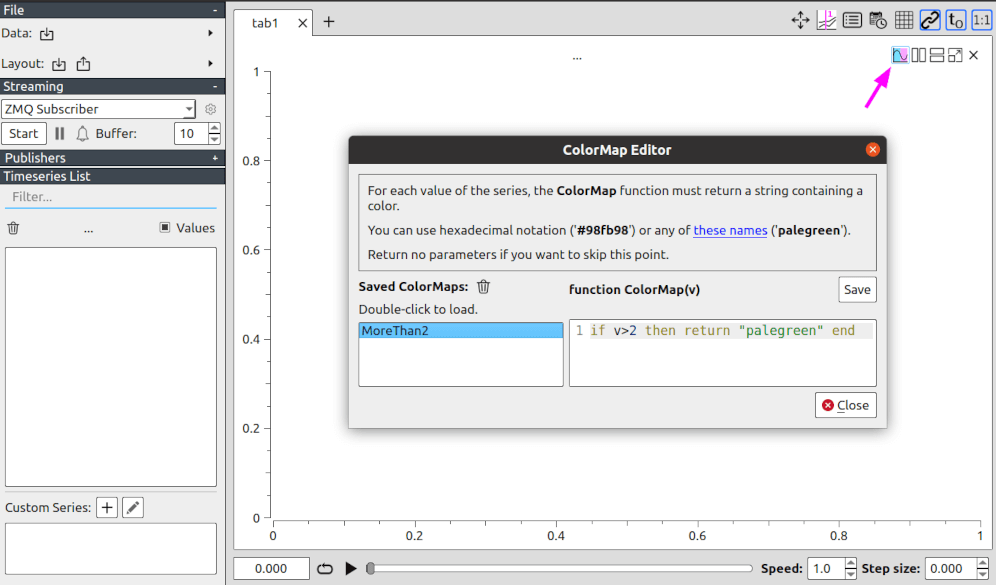 File -
Data:
Layout:
Streaming -
ZMQ Subscriber
Start Buffer: 10
Publishers +
Timeseries List
Filter...
... Values
Custom Series: +
tab1 × +
t₀ 1:1
...
1
0.8
0.6
0.4
0.2
0
0 0.2 0.4 0.6 0.8 1
ColorMap Editor
For each value of the series, the ColorMap function must return a string containing a
color.
You can use hexadecimal notation ('#98fb98') or any of these names ('palegreen').
Return no parameters if you want to skip this point.
Saved ColorMaps:
Double-click to load.
MoreThan2
function ColorMap(v) Save
1 if v>2 then return "palegreen" end
Close
0.000 Speed: 1.0 Step size: 0.000